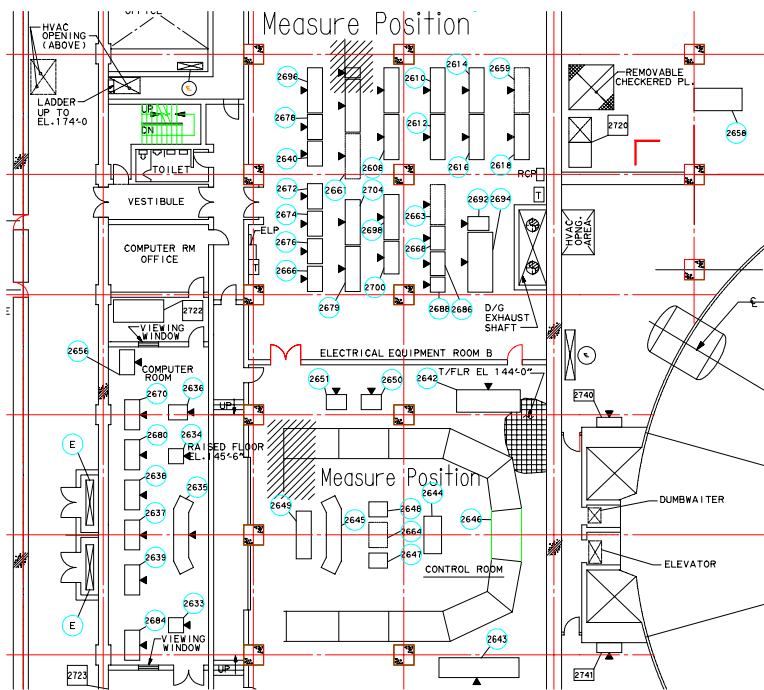 OFFICE
Measure Position
HVAC
OPENING
(ABOVE)
LADDER
UP TO
EL.174'-0
UP
DN
TOILET
VESTIBULE
COMPUTER RM
OFFICE
2696
2678
2640
2661
2608
2610
2612
2614
2616
2659
2618
REMOVABLE
CHECKERED PL.
2720
2658
RCP
T
2672
2674
2676
2666
2704
2698
2679
2700
2663
2668
2688
2686
2692
2694
ELP
T
HVAC
OPNG.
AREA
D/G
EXHAUST
SHAFT
2722
VIEWING
WINDOW
ELECTRICAL EQUIPMENT ROOM B
T/FLR EL 144'-0"
2656
COMPUTER
ROOM
2670
2636
UP
2651
2650
2642
2740
2680
2634
RAISED FLOOR
EL.145'-6"
E
2638
2635
Measure Position
2637
2649
2645
2648
2664
2647
2644
2646
DUMBWAITER
2639
CONTROL ROOM
ELEVATOR
E
2684
2633
VIEWING
WINDOW
UP
2643
2723
2741